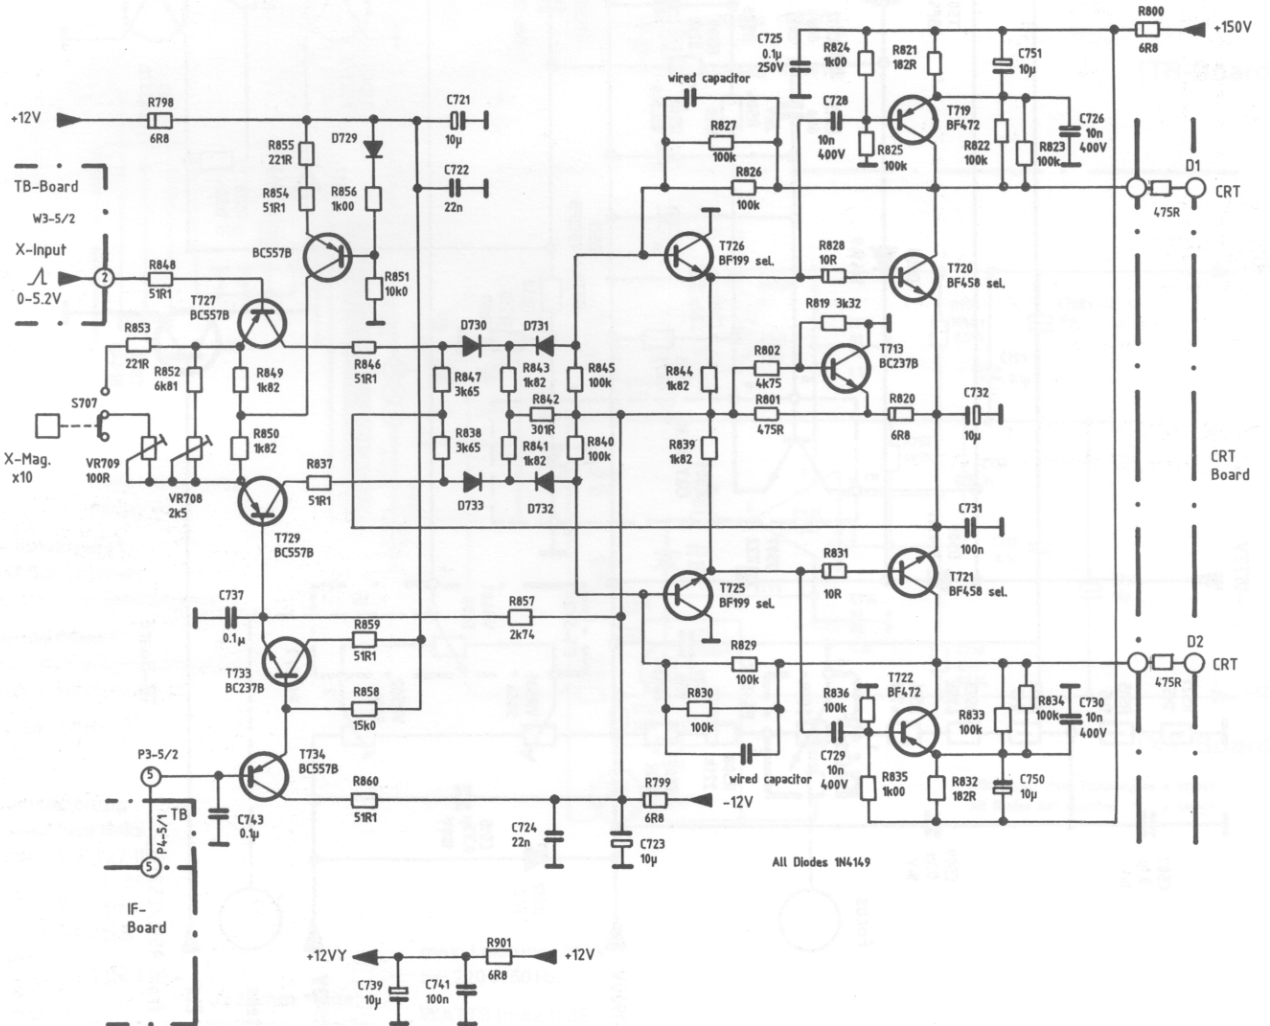 R800
+150V
6R8
C725
0.1µ
250V
R824
1k00
R821
182R
C751
10µ
wired capacitor
+12V
R798
6R8
C721
10µ
D729
R855
221R
C728
10n
400V
T719
BF472
R827
100k
R825
100k
R822
100k
R823
100k
C726
10n
400V
TB-Board
W3-5/2
R854
51R1
R856
1k00
C722
22n
R826
100k
D1
CRT
475R
X-Input
0-5.2V
2
R848
51R1
BC557B
R851
10k0
T726
BF199 sel.
R828
10R
T720
BF458 sel.
T727
BC557B
R819 3k32
R853
221R
D730
D731
T713
BC237B
R852
6k81
R849
1k82
R846
51R1
R847
3k65
R843
1k82
R845
100k
R844
1k82
R802
4k75
S707
R842
301R
R801
475R
R820
6R8
C732
10µ
X-Mag.
x10
VR709
100R
R850
1k82
R838
3k65
R841
1k82
R840
100k
R839
1k82
R837
51R1
VR708
2k5
D733
D732
CRT
Board
C731
100n
T729
BC557B
R831
10R
T721
BF458 sel.
T725
BF199 sel.
C737
0.1µ
R857
2k74
R859
51R1
R829
100k
D2
CRT
475R
T733
BC237B
R858
15k0
R830
100k
R836
100k
T722
BF472
R833
100k
R834
100k
C730
10n
400V
P3-5/2
5
T734
BC557B
wired capacitor
C729
10n
400V
R835
1k00
R832
182R
C750
10µ
R860
51R1
R799
6R8
-12V
TB
P4-5/1
5
C743
0.1µ
C724
22n
C723
10µ
All Diodes 1N4149
IF-
Board
+12VY
R901
6R8
+12V
C739
10µ
C741
100n